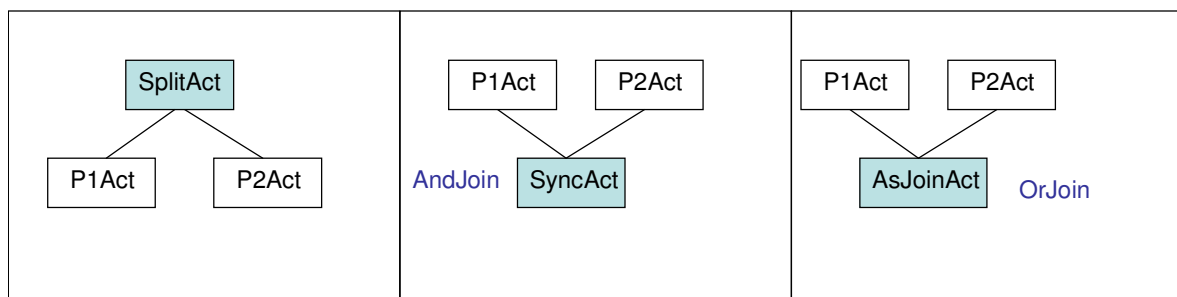 SplitAct
P1Act
P2Act
P1Act
P2Act
AndJoin
SyncAct
P1Act
P2Act
AsJoinAct
OrJoin